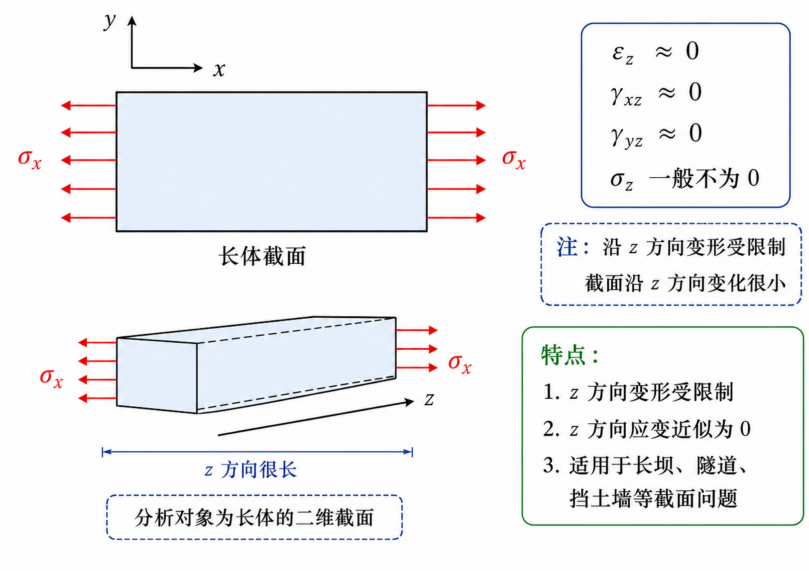 y
x
σₓ
σₓ
长体截面
ε_z ≈ 0
γ_xz ≈ 0
γ_yz ≈ 0
σ_z 一般不为 0
注：沿 z 方向变形受限制
截面沿 z 方向变化很小
σₓ
σₓ
z
z 方向很长
分析对象为长体的二维截面
特点：
1. z 方向变形受限制
2. z 方向应变近似为 0
3. 适用于长坝、隧道、
挡土墙等截面问题